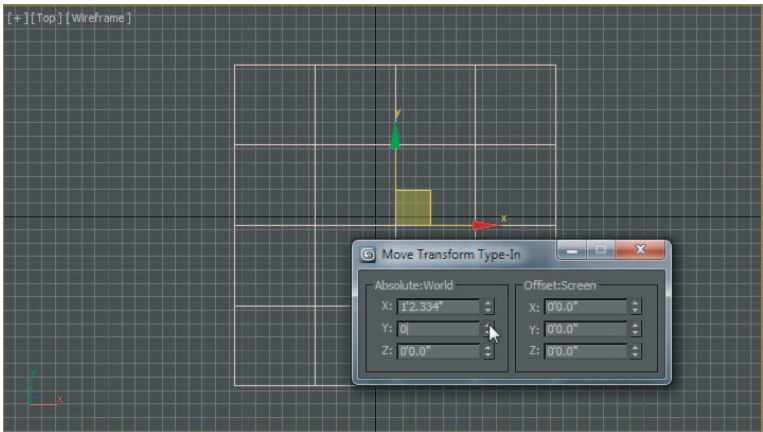 [+][Top][Wireframe]
y
x
Move Transform Type-In
Absolute:World
X: 1'2.334"
Y: 0
Z: 0'0.0"
Offset:Screen
X: 0'0.0"
Y: 0'0.0"
Z: 0'0.0"
y
x